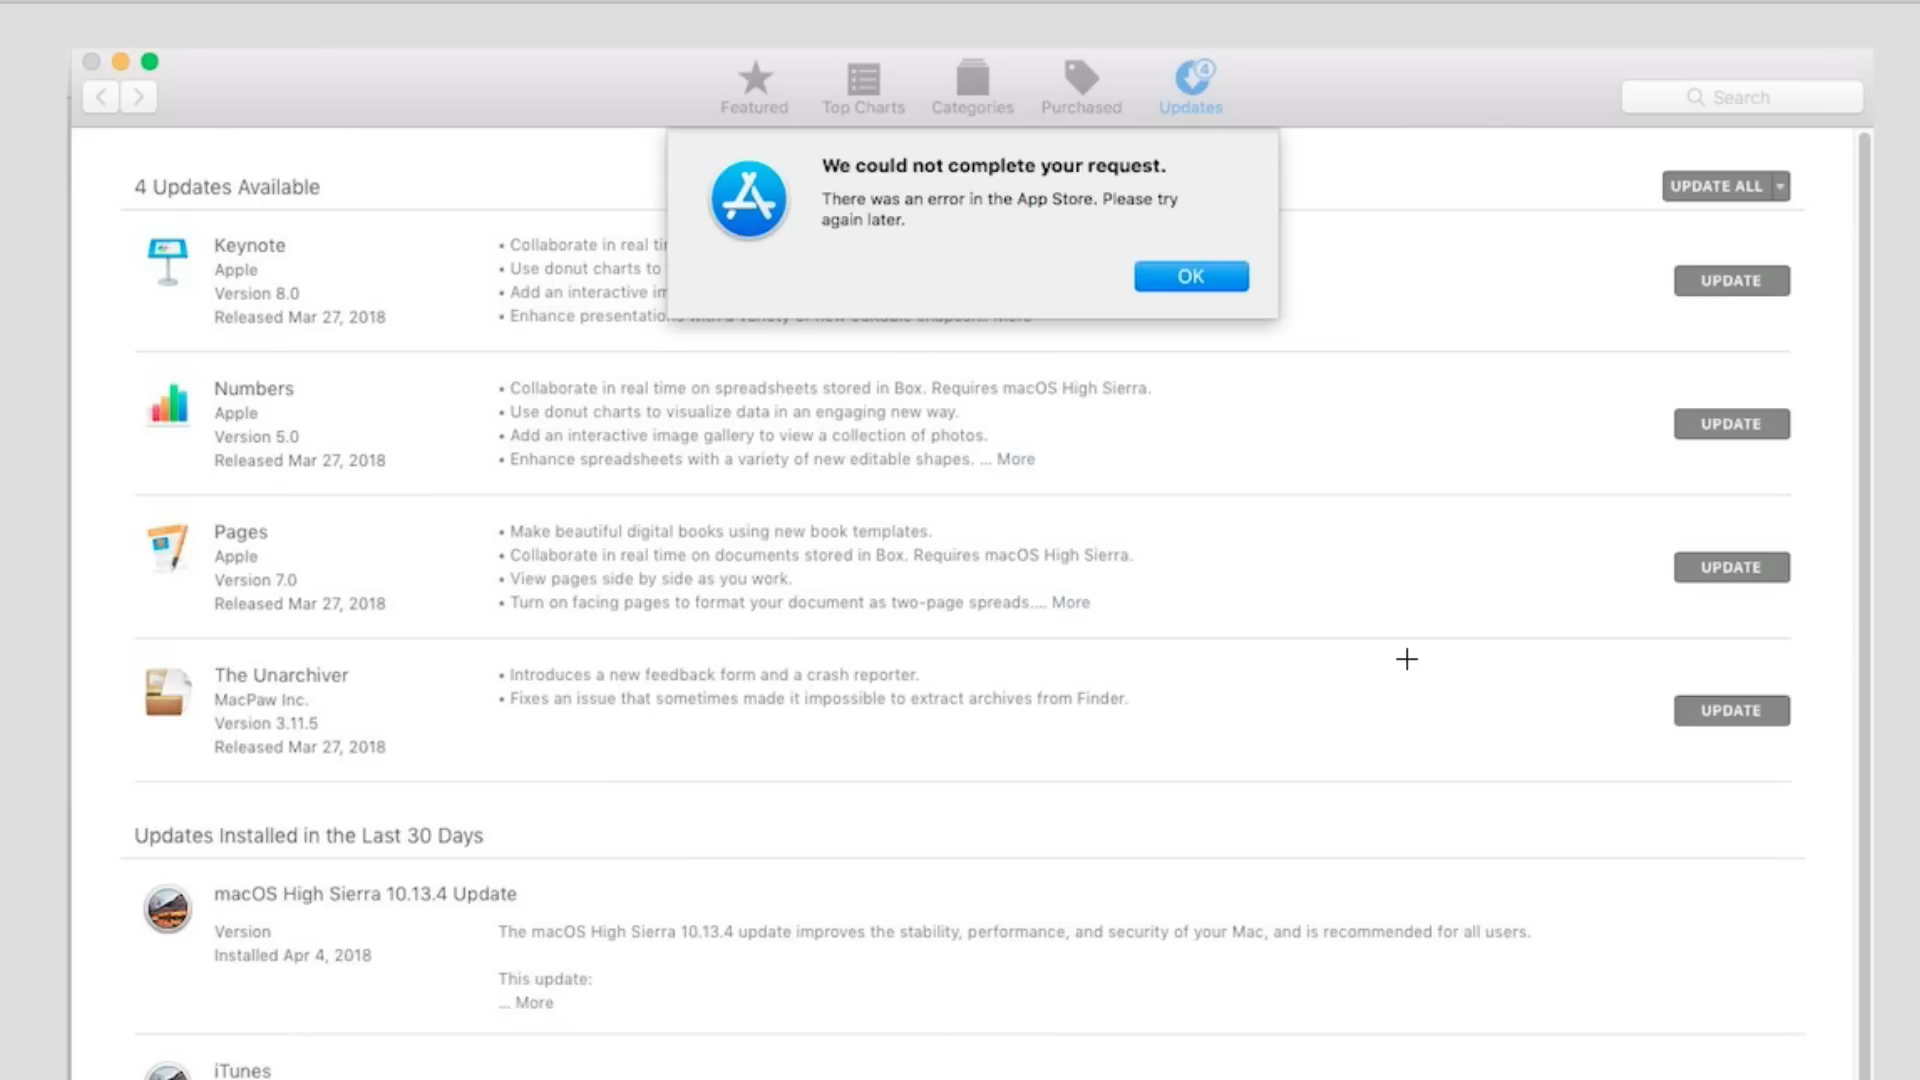 Featured
Top Charts
Categories
Purchased
4
Updates
Search
We could not complete your request.
There was an error in the App Store. Please try
again later.
OK
4 Updates Available
UPDATE ALL
Keynote
Apple
Version 8.0
Released Mar 27, 2018
• Collaborate in real
• Use donut charts to
• Add an interactive
• Enhance
UPDATE
Numbers
Apple
Version 5.0
Released Mar 27, 2018
• Collaborate in real time on spreadsheets stored in Box. Requires macOS High Sierra.
• Use donut charts to visualize data in an engaging new way.
• Add an interactive image gallery to view a collection of photos.
• Enhance spreadsheets with a variety of new editable shapes. ... More
UPDATE
Pages
Apple
Version 7.0
Released Mar 27, 2018
• Make beautiful digital books using new book templates.
• Collaborate in real time on documents stored in Box. Requires macOS High Sierra.
• View pages side by side as you work.
• Turn on facing pages to format your document as two-page spreads.... More
UPDATE
The Unarchiver
MacPaw Inc.
Version 3.11.5
Released Mar 27, 2018
• Introduces a new feedback form and a crash reporter.
• Fixes an issue that sometimes made it impossible to extract archives from Finder.
UPDATE
Updates Installed in the Last 30 Days
macOS High Sierra 10.13.4 Update
Version
Installed Apr 4, 2018
The macOS High Sierra 10.13.4 update improves the stability, performance, and security of your Mac, and is recommended for all users.
This update:
... More
iTunes